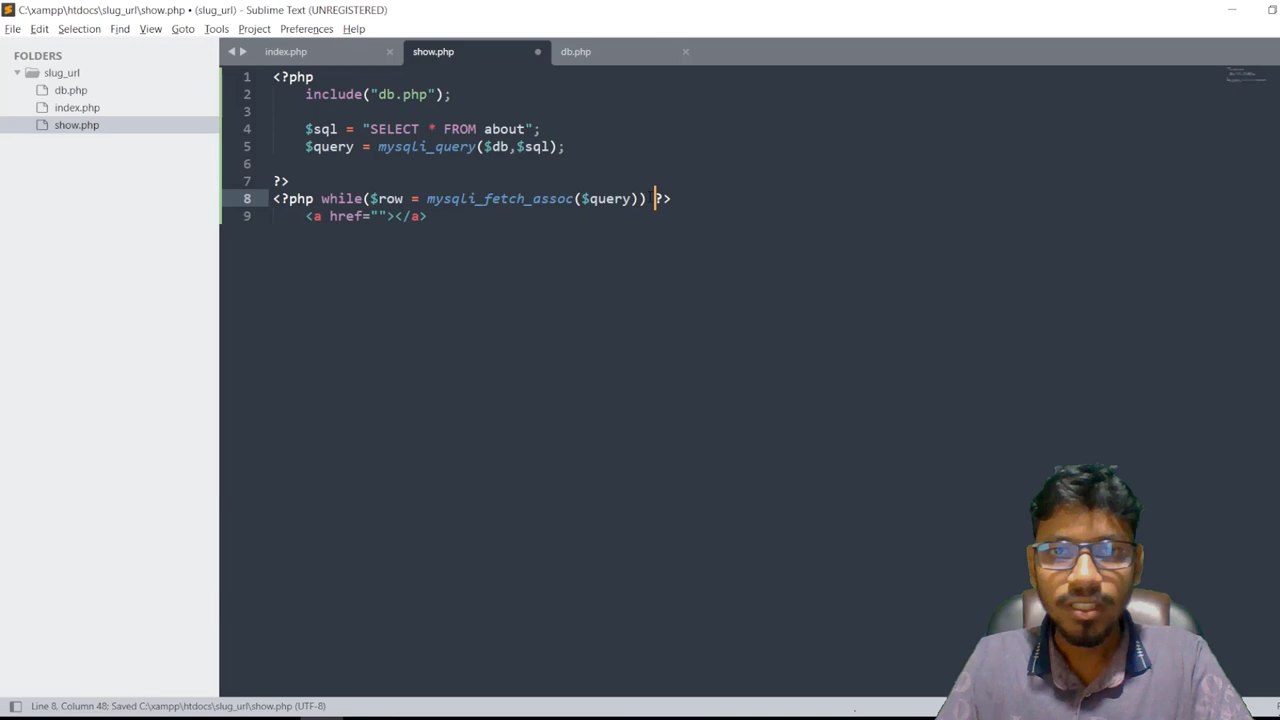 C:\xampp\htdocs\slug_url\show.php • (slug_url) - Sublime Text (UNREGISTERED)
File Edit Selection Find View Goto Tools Project Preferences Help
FOLDERS
slug_url
db.php
index.php
show.php
index.php × show.php db.php ×
1 <?php
2 include("db.php");
3
4 $sql = "SELECT * FROM about";
5 $query = mysqli_query($db,$sql);
6
7 ?>
8 <?php while($row = mysqli_fetch_assoc($query)) ?>
9 <a href=""></a>
Line 8, Column 48; Saved C:\xampp\htdocs\slug_url\show.php (UTF-8)